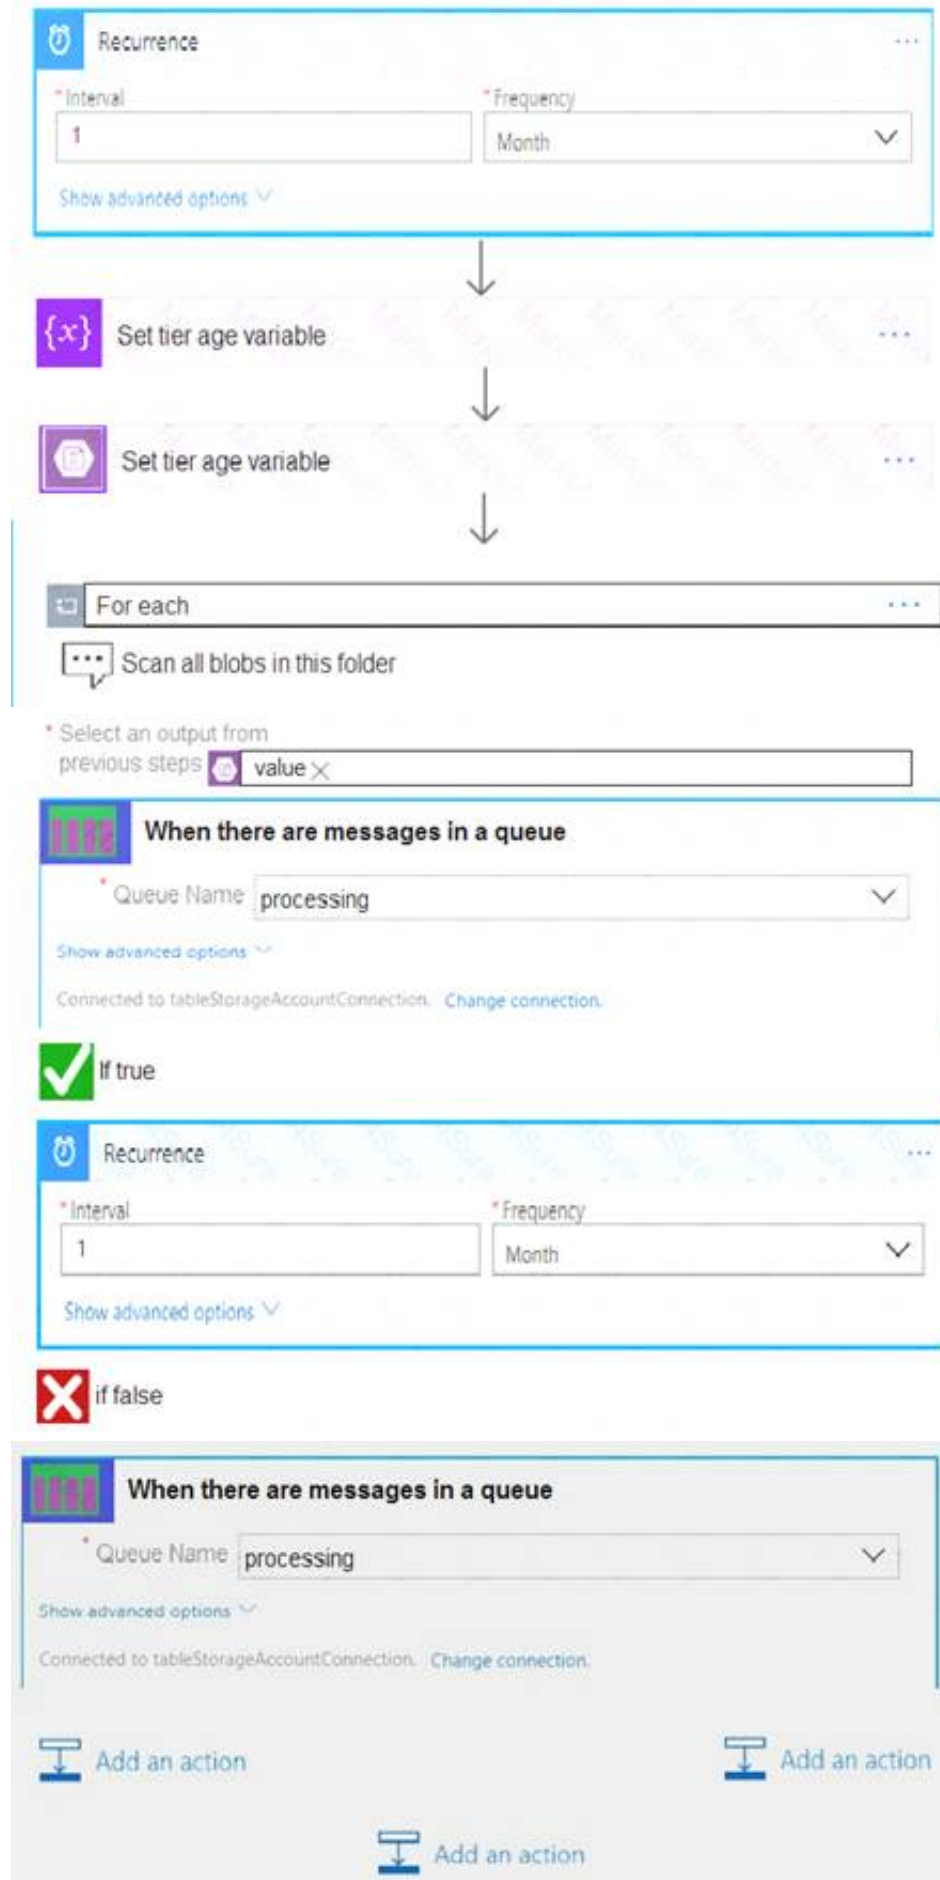 Recurrence
* Interval * Frequency
1 Month
Show advanced options
{x} Set tier age variable
Set tier age variable
For each
Scan all blobs in this folder
* Select an output from
previous steps value
When there are messages in a queue
* Queue Name processing
Show advanced options
Connected to tableStorageAccountConnection. Change connection.
If true
Recurrence
* Interval * Frequency
1 Month
Show advanced options
if false
When there are messages in a queue
* Queue Name processing
Show advanced options
Connected to tableStorageAccountConnection. Change connection.
Add an action Add an action
Add an action